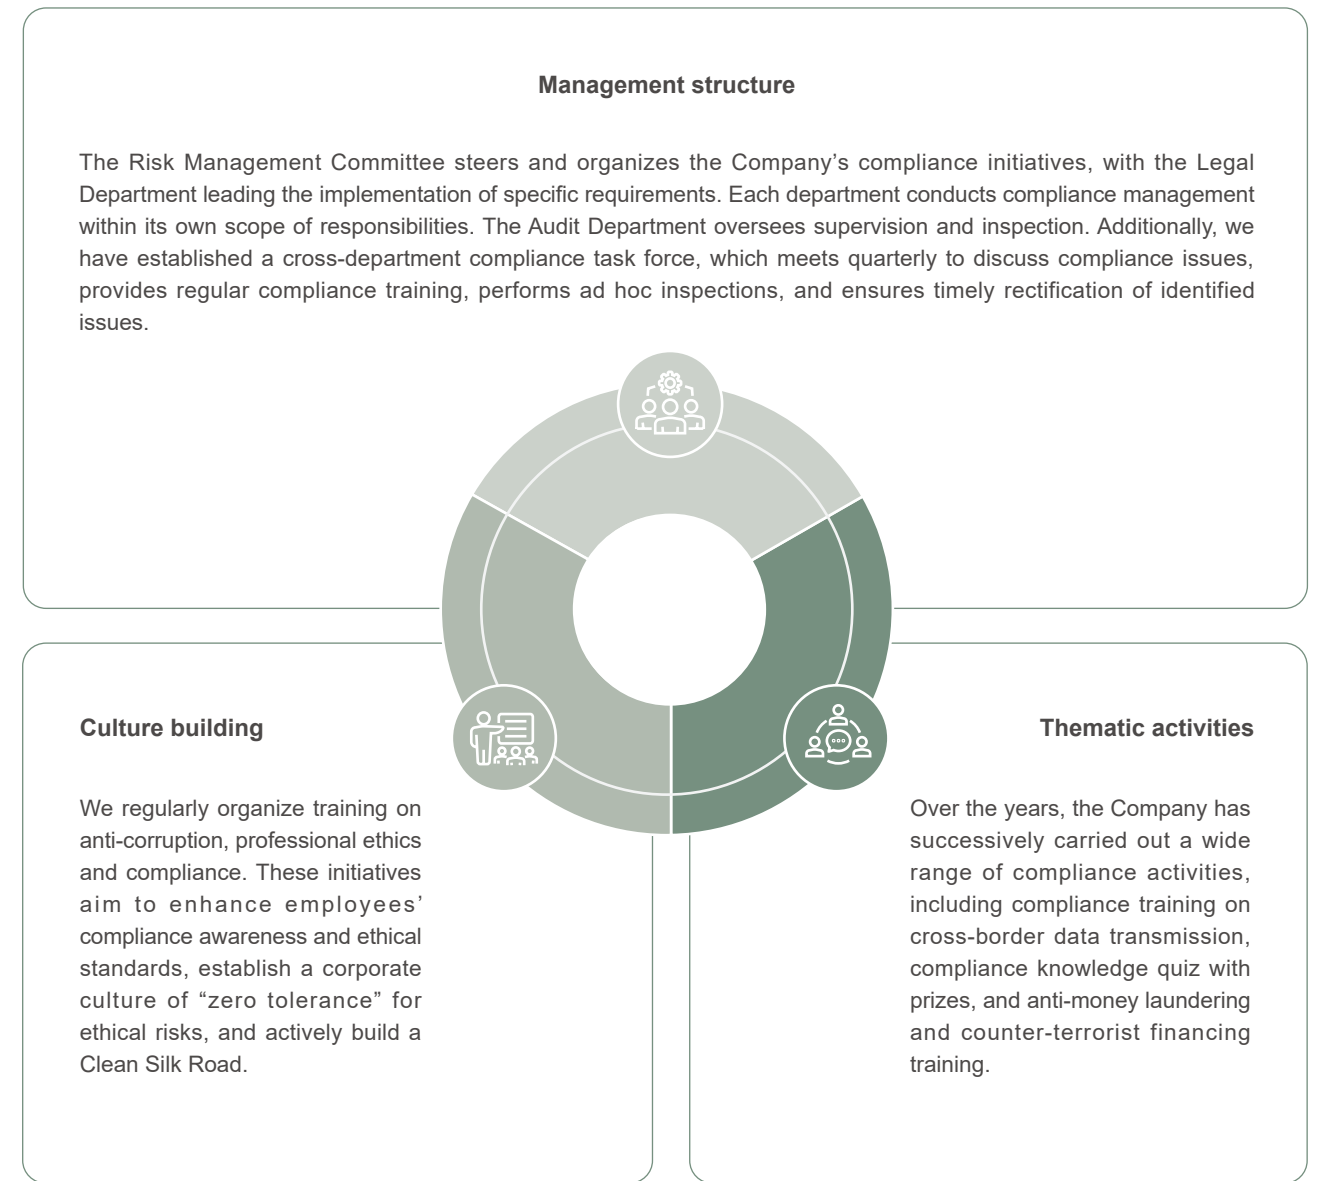 Management structure
The Risk Management Committee steers and organizes the Company’s compliance initiatives, with the Legal
Department leading the implementation of specific requirements. Each department conducts compliance management
within its own scope of responsibilities. The Audit Department oversees supervision and inspection. Additionally, we
have established a cross-department compliance task force, which meets quarterly to discuss compliance issues,
provides regular compliance training, performs ad hoc inspections, and ensures timely rectification of identified
issues.
Culture building
We regularly organize training on
anti-corruption, professional ethics
and compliance. These initiatives
aim to enhance employees’
compliance awareness and ethical
standards, establish a corporate
culture of “zero tolerance” for
ethical risks, and actively build a
Clean Silk Road.
Thematic activities
Over the years, the Company has
successively carried out a wide
range of compliance activities,
including compliance training on
cross-border data transmission,
compliance knowledge quiz with
prizes, and anti-money laundering
and counter-terrorist financing
training.